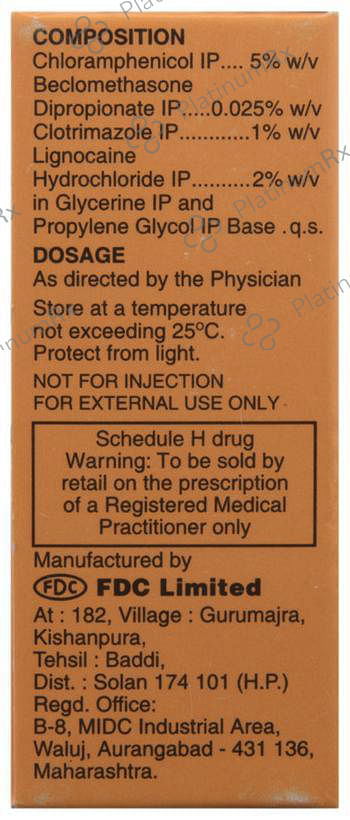 COMPOSITION
Chloramphenicol IP.... 5% w/v
Beclomethasone
Dipropionate IP.....0.025% w/v
Clotrimazole IP............1% w/v
Lignocaine
Hydrochloride IP..........2% w/v
in Glycerine IP and
Propylene Glycol IP Base .q.s.
DOSAGE
As directed by the Physician
Store at a temperature
not exceeding 25ºC.
Protect from light.
NOT FOR INJECTION
FOR EXTERNAL USE ONLY
Schedule H drug
Warning: To be sold by
retail on the prescription
of a Registered Medical
Practitioner only
Manufactured by
FDC FDC Limited
At : 182, Village : Gurumajra,
Kishanpura,
Tehsil : Baddi,
Dist. : Solan 174 101 (H.P.)
Regd. Office:
B-8, MIDC Industrial Area,
Waluj, Aurangabad - 431 136,
Maharashtra.
PlatinumRx
PlatinumRx